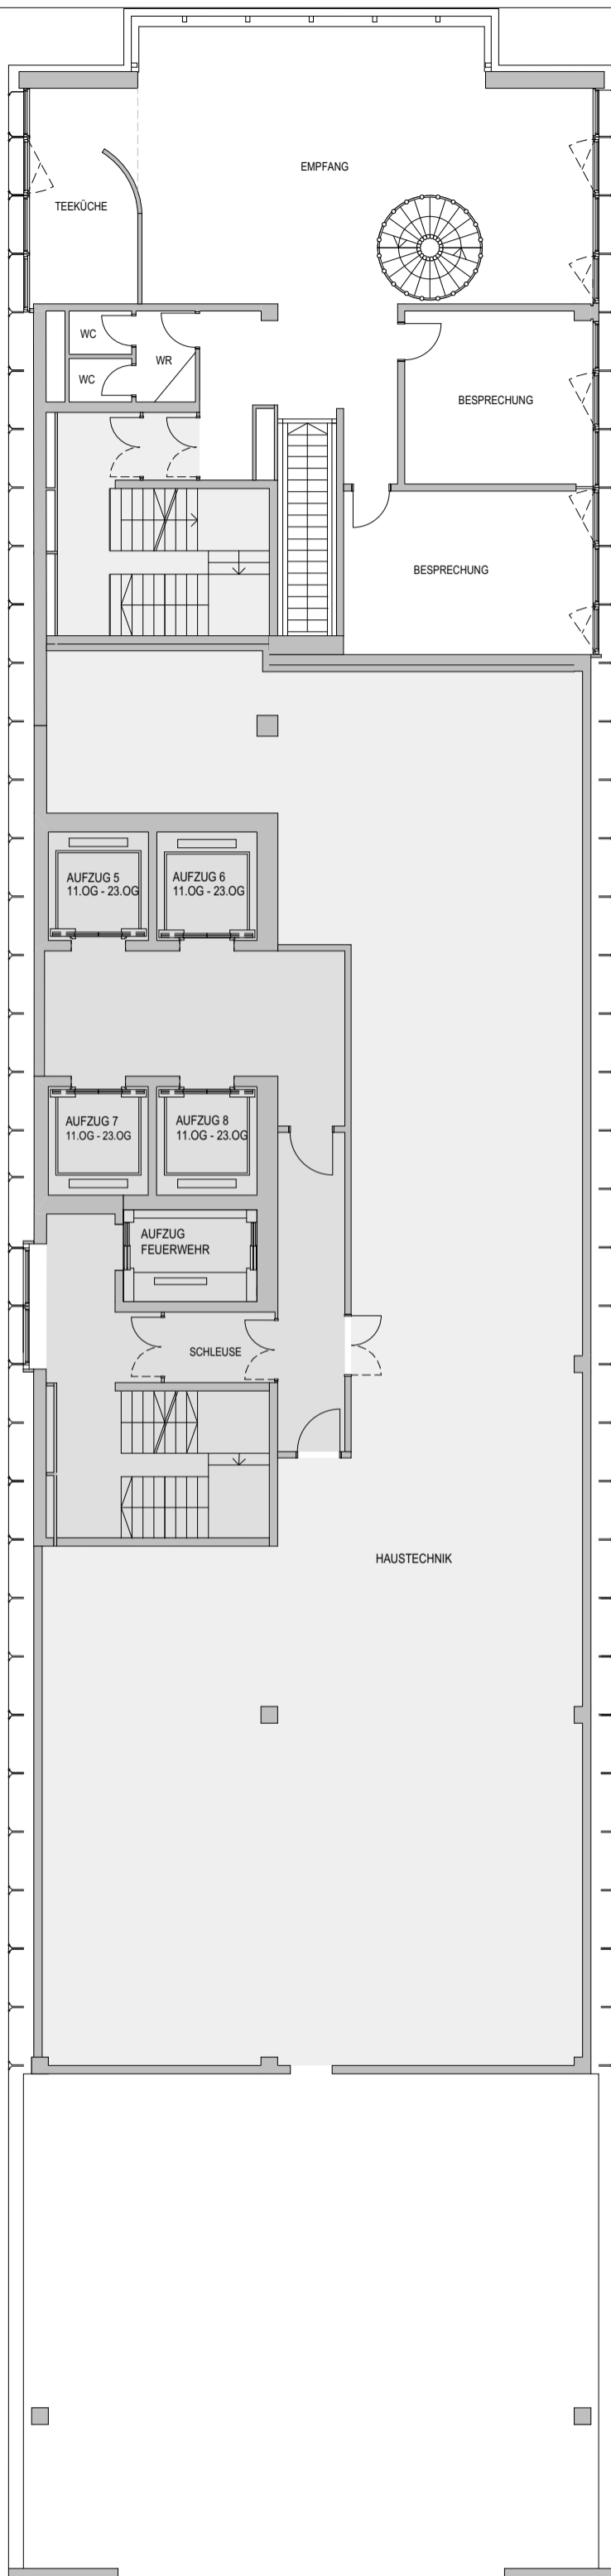 EMPFANG
TEEKÜCHE
WC
WR
WC
BESPRECHUNG
BESPRECHUNG
AUFZUG 5
11.OG - 23.OG
AUFZUG 6
11.OG - 23.OG
AUFZUG 7
11.OG - 23.OG
AUFZUG 8
11.OG - 23.OG
AUFZUG
FEUERWEHR
SCHLEUSE
HAUSTECHNIK